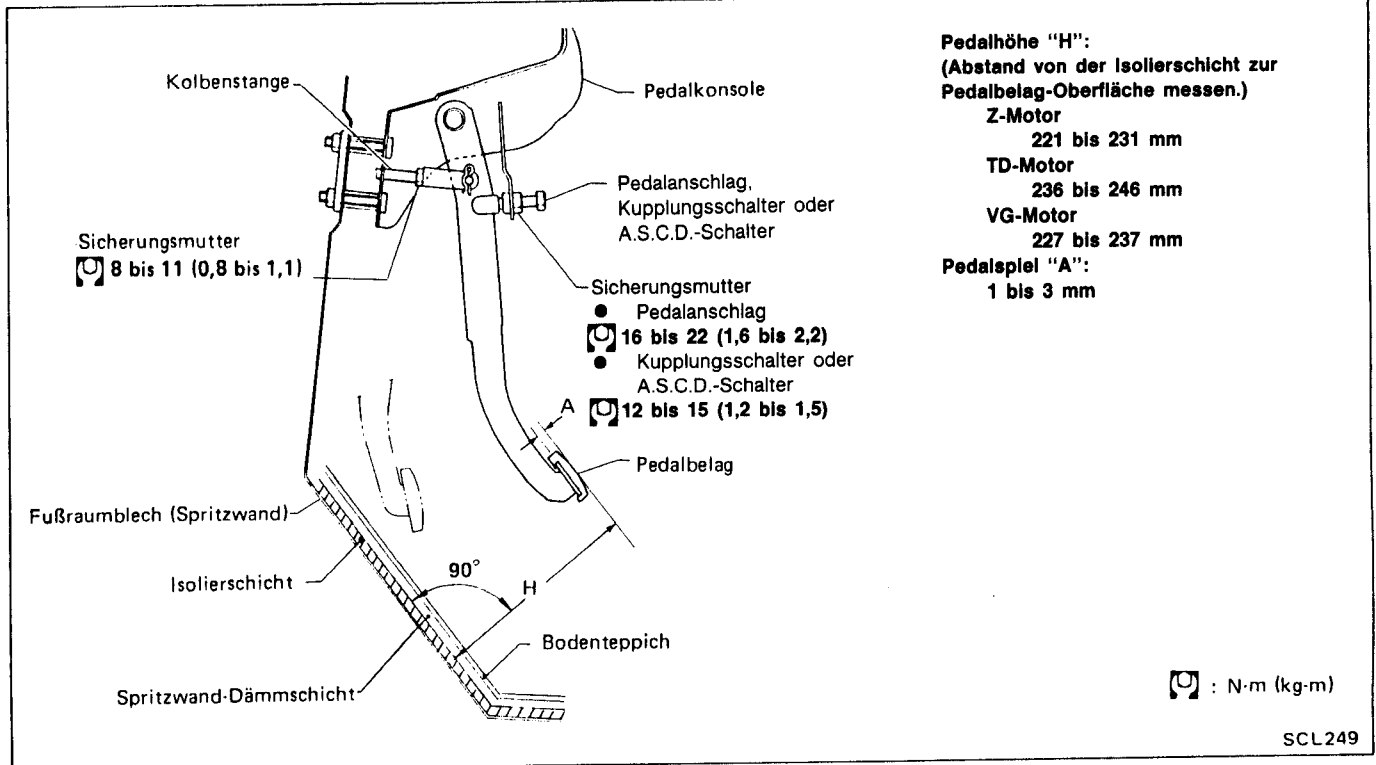 Kolbenstange
Pedalkonsole
Pedalanschlag,
Kupplungsschalter oder
A.S.C.D.-Schalter
Sicherungsmutter
8 bis 11 (0,8 bis 1,1)
Sicherungsmutter
● Pedalanschlag
16 bis 22 (1,6 bis 2,2)
● Kupplungsschalter oder
A.S.C.D.-Schalter
12 bis 15 (1,2 bis 1,5)
A
Pedalbelag
Fußraumblech (Spritzwand)
Isolierschicht
90°
H
Bodenteppich
Spritzwand-Dämmschicht
Pedalhöhe "H":
(Abstand von der Isolierschicht zur
Pedalbelag-Oberfläche messen.)
Z-Motor
221 bis 231 mm
TD-Motor
236 bis 246 mm
VG-Motor
227 bis 237 mm
Pedalspiel "A":
1 bis 3 mm
: N·m (kg-m)
SCL249